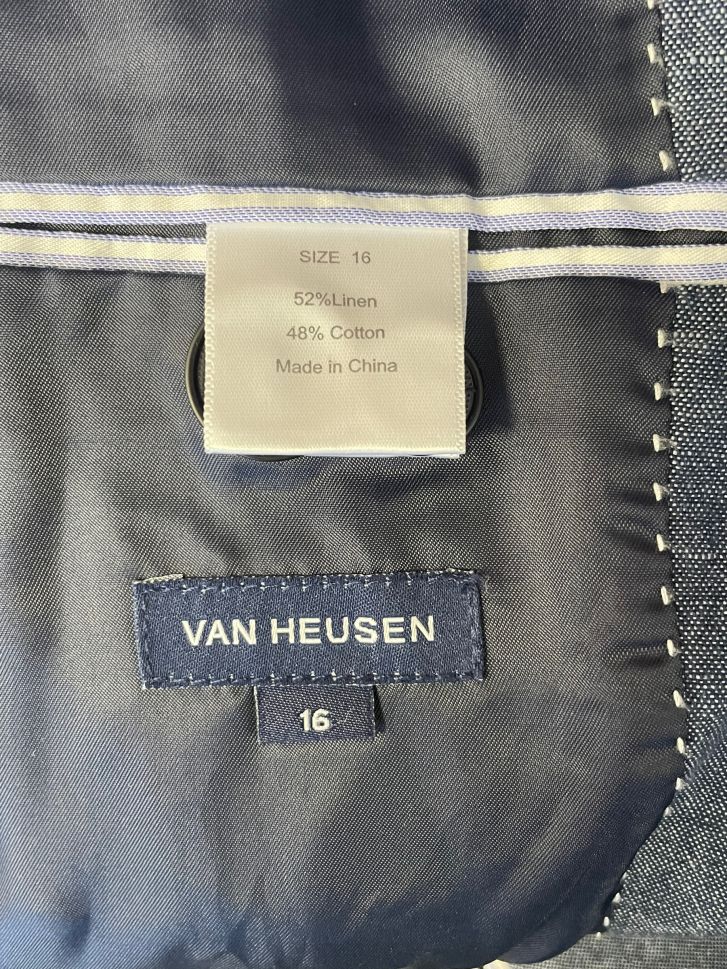 SIZE 16
52%Linen
48% Cotton
Made in China
VAN HEUSEN
16